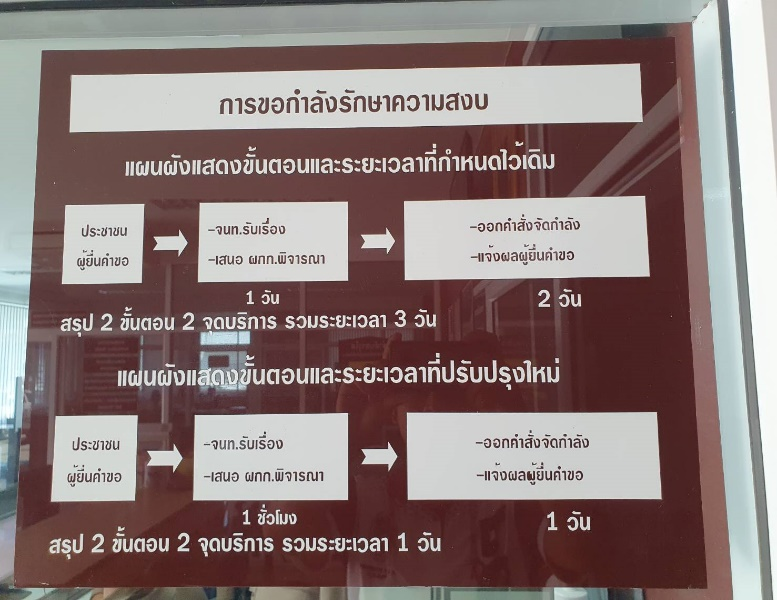 การขอกำลังรักษาความสงบ
แผนผังแสดงขั้นตอนและระยะเวลาที่กำหนดไว้เดิม
ประชาชน
ผู้ยื่นคำขอ
-จนท.รับเรื่อง
-เสนอ ผกก.พิจารณา
-ออกคำสั่งจัดกำลัง
-แจ้งผลผู้ยื่นคำขอ
1 วัน
2 วัน
สรุป 2 ขั้นตอน 2 จุดบริการ รวมระยะเวลา 3 วัน
แผนผังแสดงขั้นตอนและระยะเวลาที่ปรับปรุงใหม่
ประชาชน
ผู้ยื่นคำขอ
-จนท.รับเรื่อง
-เสนอ ผกก.พิจารณา
-ออกคำสั่งจัดกำลัง
-แจ้งผลผู้ยื่นคำขอ
1 ชั่วโมง
1 วัน
สรุป 2 ขั้นตอน 2 จุดบริการ รวมระยะเวลา 1 วัน